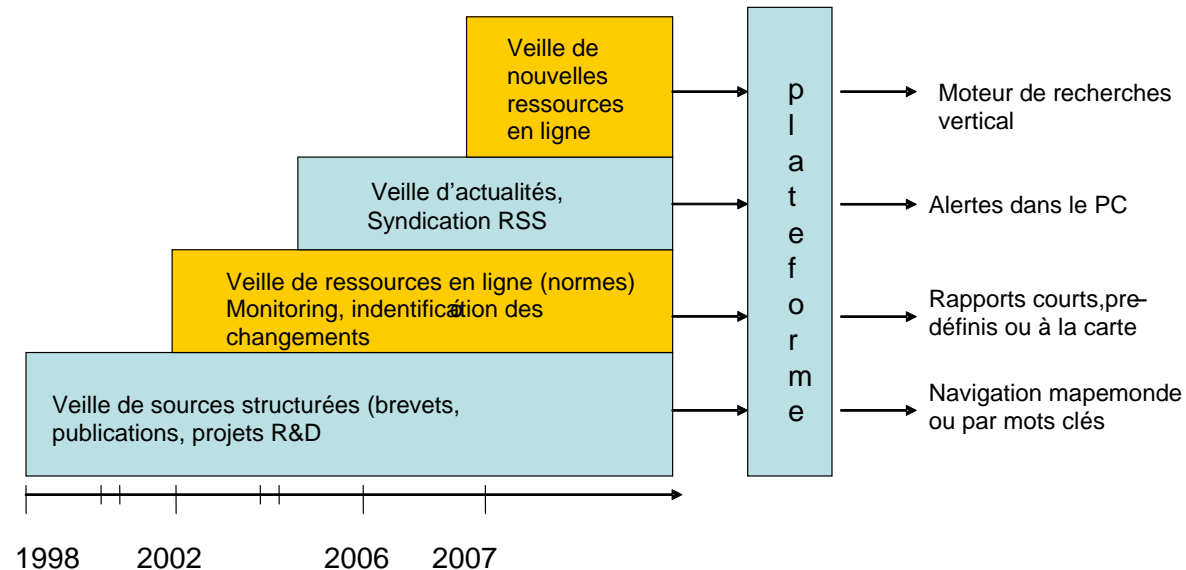 Veille de
nouvelles
ressources
en ligne
Veille d'actualités,
Syndication RSS
Veille de ressources en ligne (normes)
Monitoring, indentificátion des
changements
Veille de sources structurées (brevets,
publications, projets R&D
plateforme
Moteur de recherches
vertical
Alertes dans le PC
Rapports courts,pre–
définis ou à la carte
Navigation mapemonde
ou par mots clés
1998 2002 2006 2007